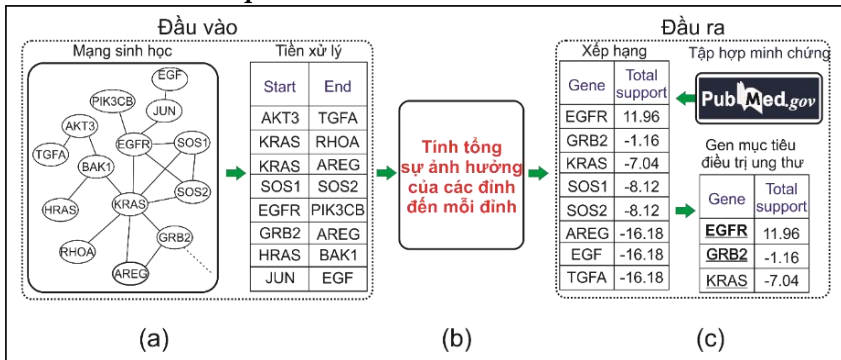 Đầu vào
Đầu ra
Mạng sinh học
Tiền xử lý
EGF
PIK3CB
JUN
AKT3
EGFR
SOS1
TGFA
BAK1
SOS2
HRAS
KRAS
GRB2
RHOA
AREG
Start End
AKT3 TGFA
KRAS RHOA
KRAS AREG
SOS1 SOS2
EGFR PIK3CB
GRB2 AREG
HRAS BAK1
JUN EGF
Tính tổng
sự ảnh hưởng
của các đỉnh
đến mỗi đỉnh
Xếp hạng
Gene Total
support
EGFR 11.96
GRB2 -1.16
KRAS -7.04
SOS1 -8.12
SOS2 -8.12
AREG -16.18
EGF -16.18
TGFA -16.18
Tập hợp minh chứng
PubMed.gov
Gen mục tiêu
điều trị ung thư
Gene Total
support
EGFR 11.96
GRB2 -1.16
KRAS -7.04
(a) (b) (c)